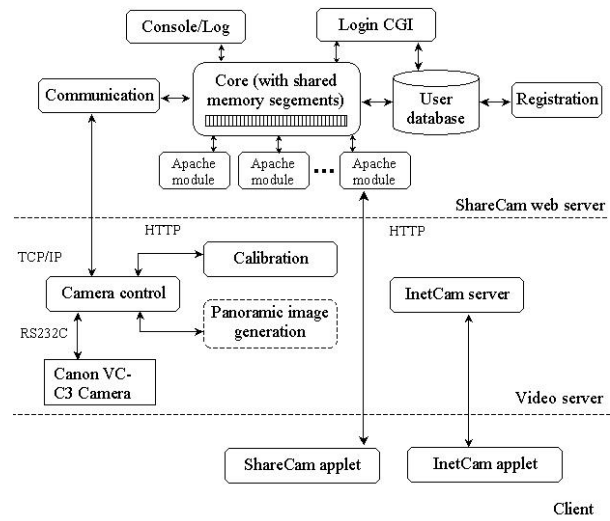 Console/Log
Login CGI
Core (with shared
memory segements)
Communication
User
database
Registration
Apache
module
Apache
module
...
Apache
module
ShareCam web server
HTTP
HTTP
TCP/IP
Calibration
Camera control
InetCam server
Panoramic image
generation
RS232C
Canon VC-
C3 Camera
Video server
ShareCam applet
InetCam applet
Client